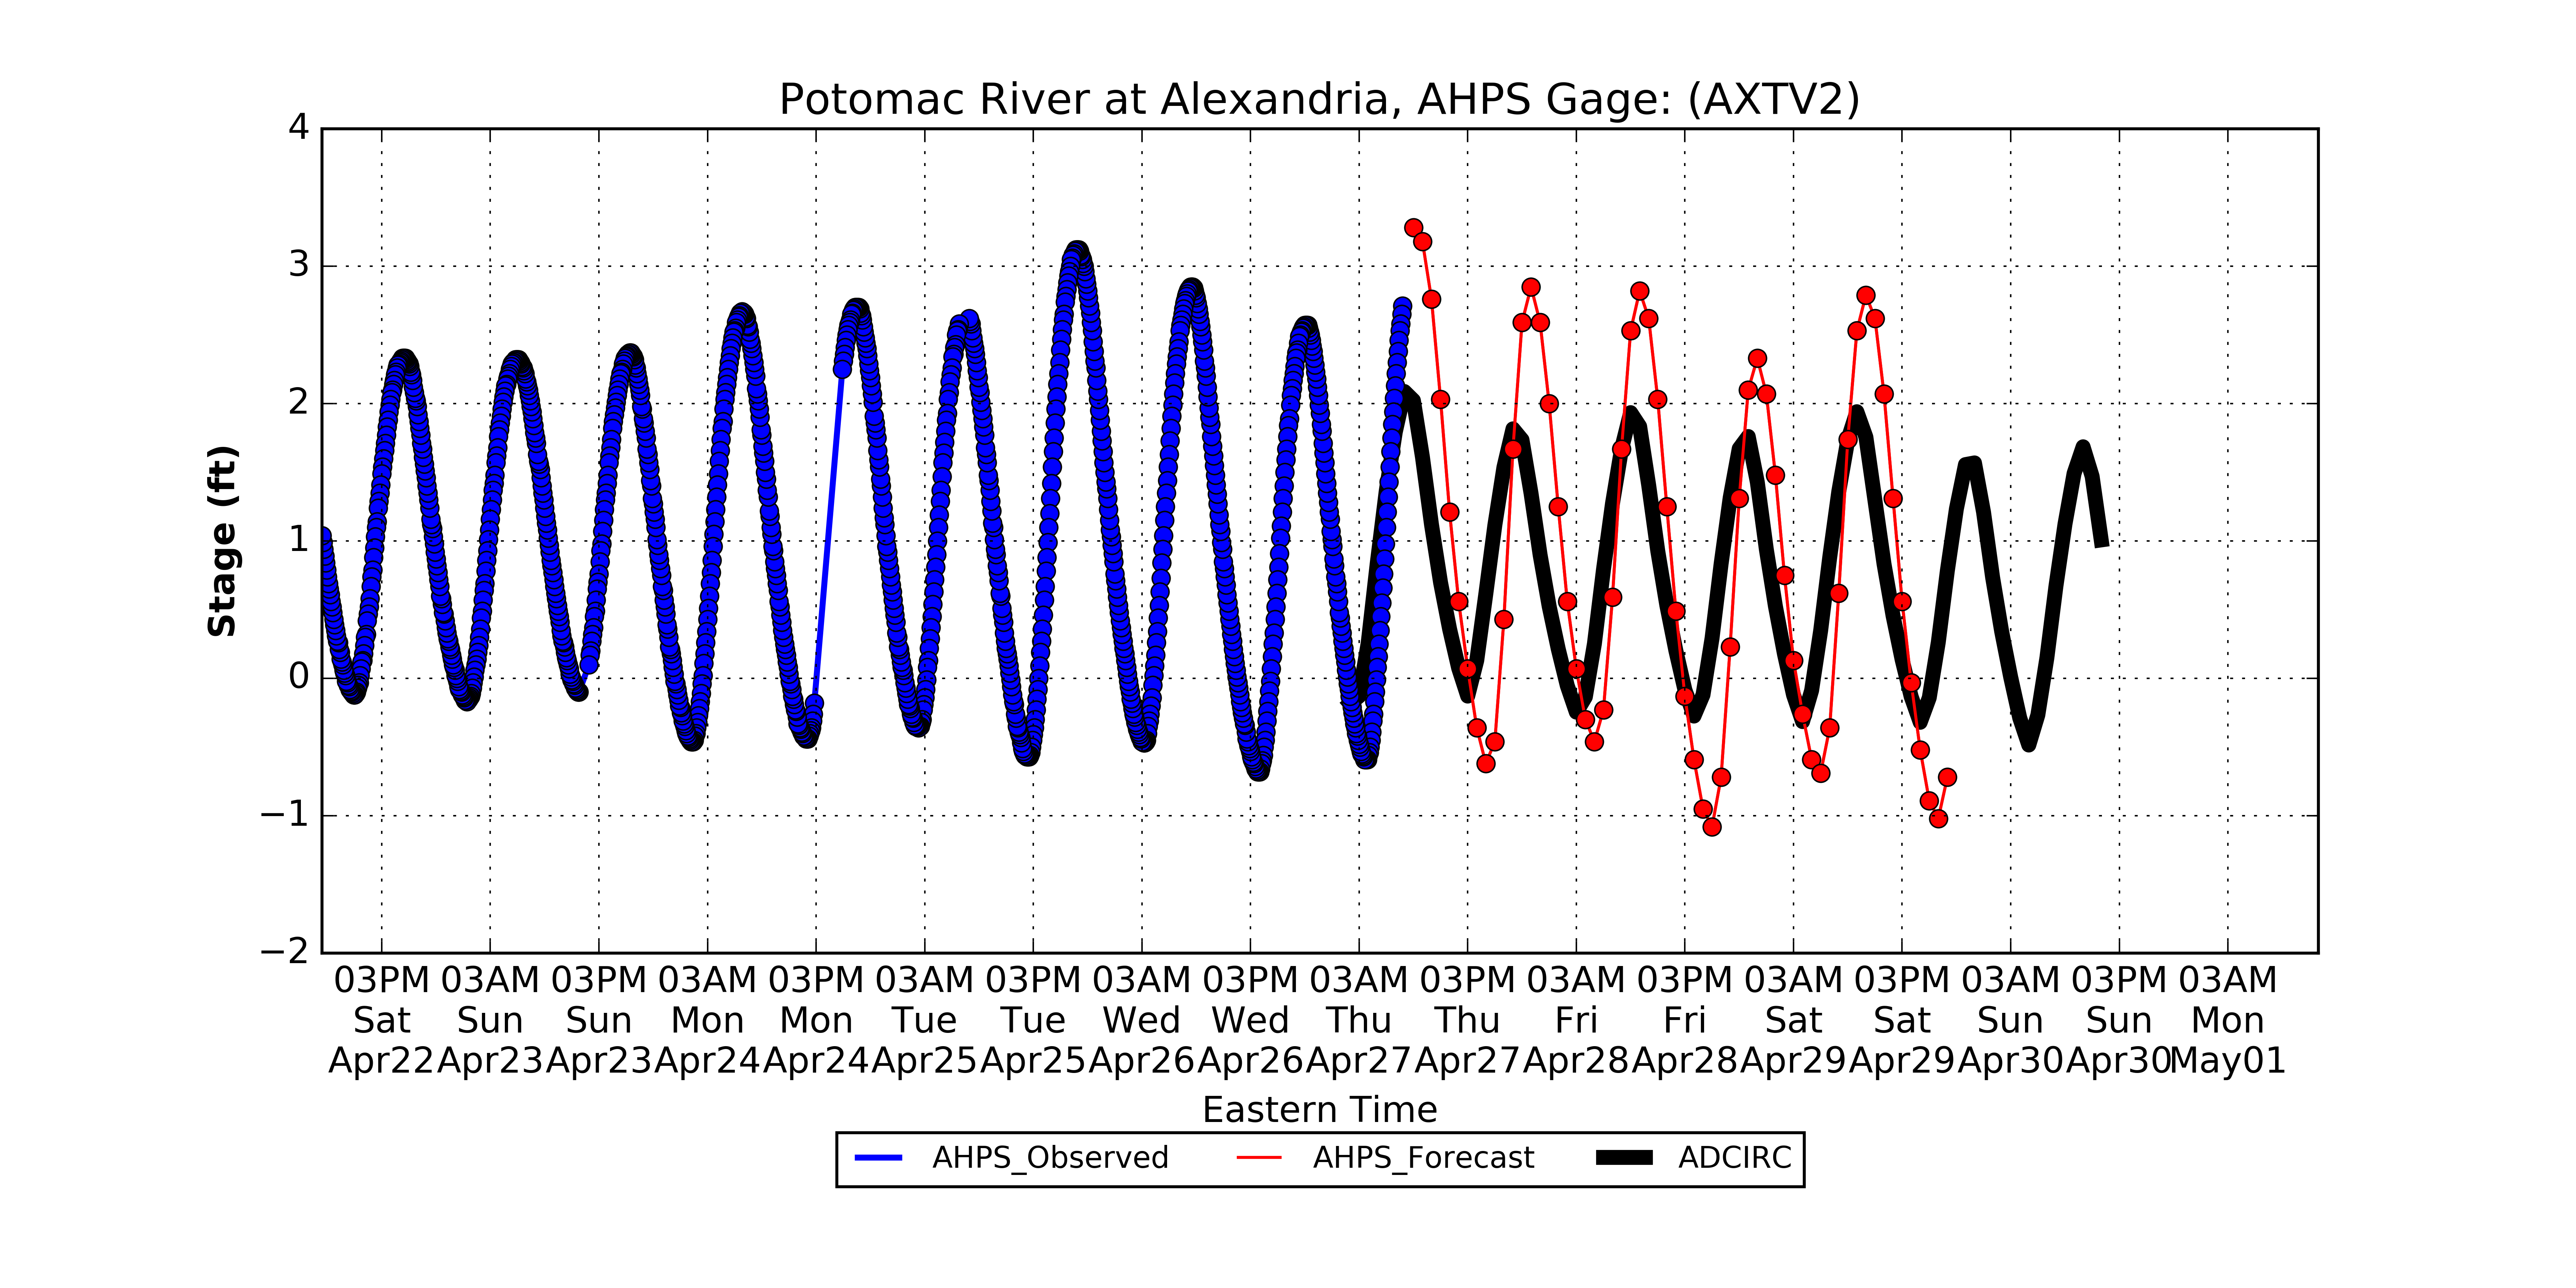 Potomac River at Alexandria, AHPS Gage: (AXTV2)
4
3
2
1
0
−1
−2
Stage (ft)
03PM 03AM 03PM 03AM 03PM 03AM 03PM 03AM 03PM 03AM 03PM 03AM 03PM 03AM 03PM 03AM 03PM 03AM
Sat Sun Sun Mon Mon Tue Tue Wed Wed Thu Thu Fri Fri Sat Sat Sun Sun Mon
Apr22 Apr23 Apr23 Apr24 Apr24 Apr25 Apr25 Apr26 Apr26 Apr27 Apr27 Apr28 Apr28 Apr29 Apr29 Apr30 Apr30 May01
Eastern Time
AHPS_Observed AHPS_Forecast ADCIRC